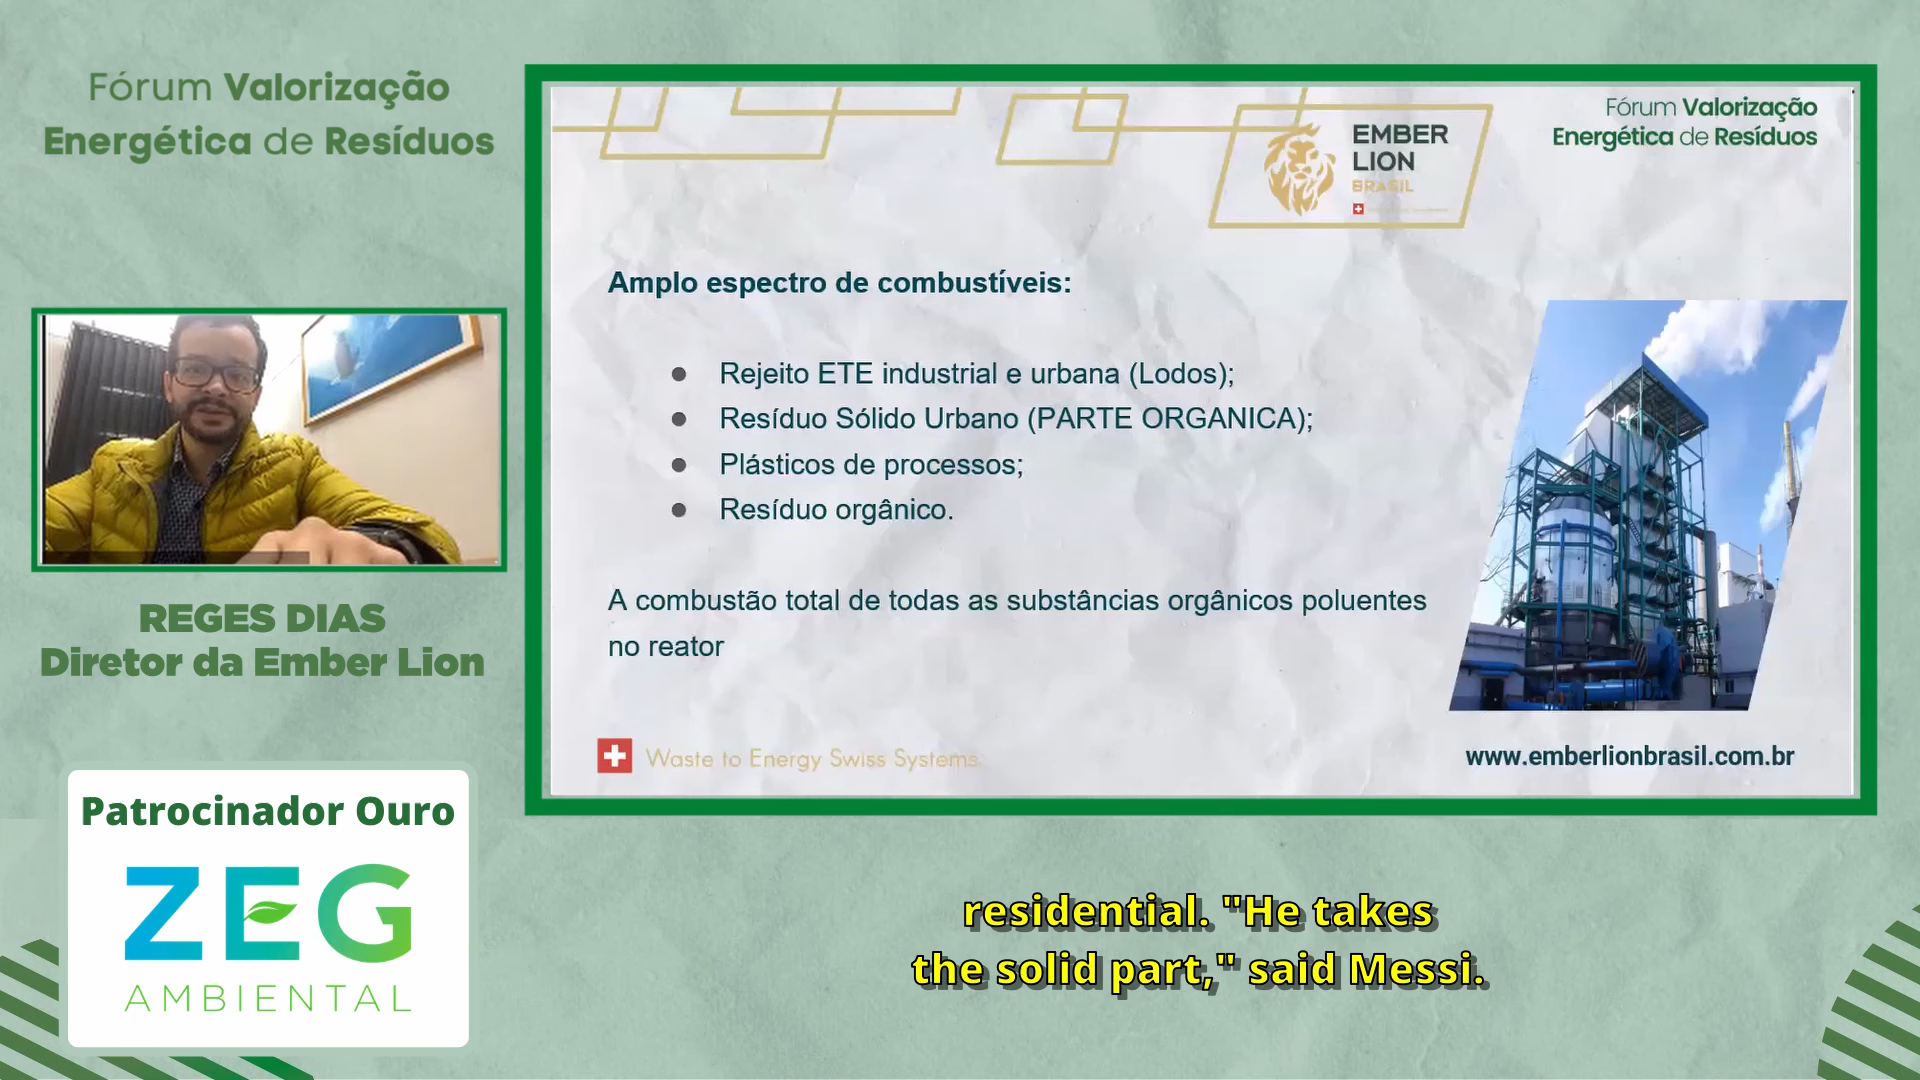 Fórum Valorização
Energética de Resíduos
REGES DIAS
Diretor da Ember Lion
Patrocinador Ouro
ZEG
AMBIENTAL
EMBER
LION
BRASIL
Fórum Valorização
Energética de Resíduos
Amplo espectro de combustíveis:
Rejeito ETE industrial e urbana (Lodos);
Resíduo Sólido Urbano (PARTE ORGANICA);
Plásticos de processos;
Resíduo orgânico.
A combustão total de todas as substâncias orgânicos poluentes
no reator
Waste to Energy Swiss Systems.
www.emberlionbrasil.com.br
residential. "He takes
the solid part," said Messi.